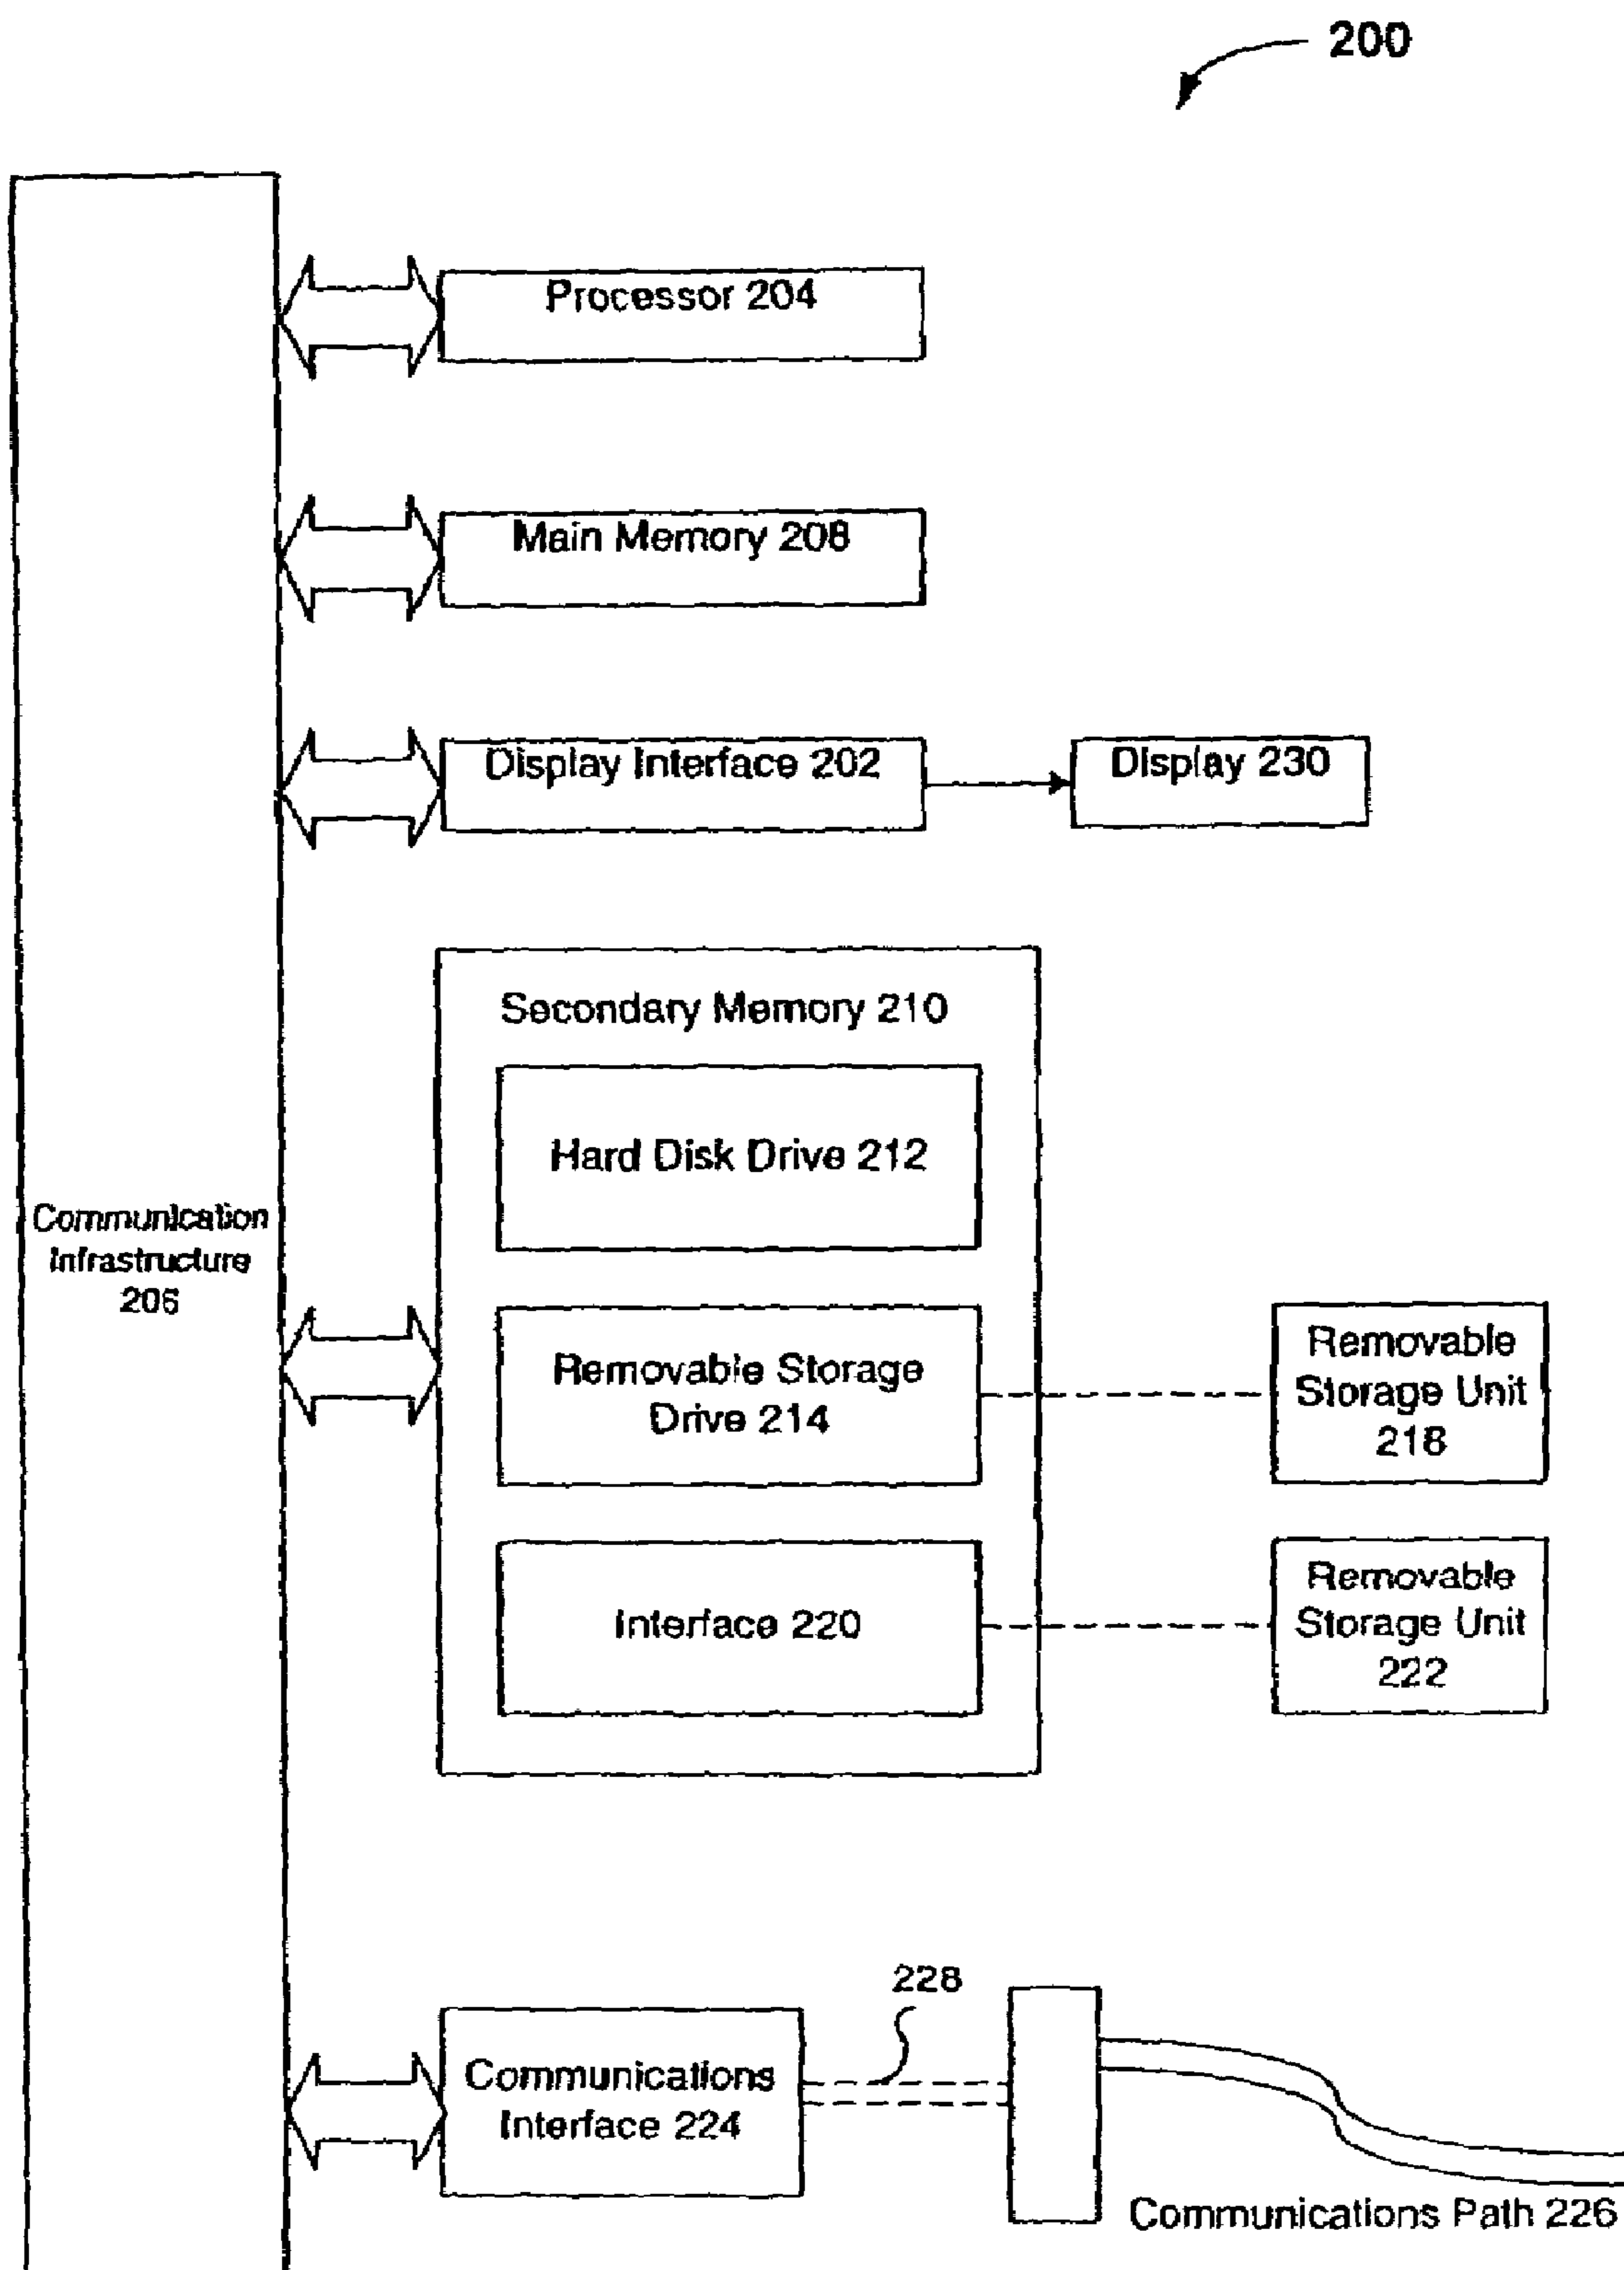 200
Processor 204
Main Memory 208
Display Interface 202
Display 230
Secondary Memory 210
Hard Disk Drive 212
Communication
Infrastructure
206
Removable Storage
Drive 214
Removable
Storage Unit
218
Interface 220
Removable
Storage Unit
222
228
Communications
Interface 224
Communications Path 226